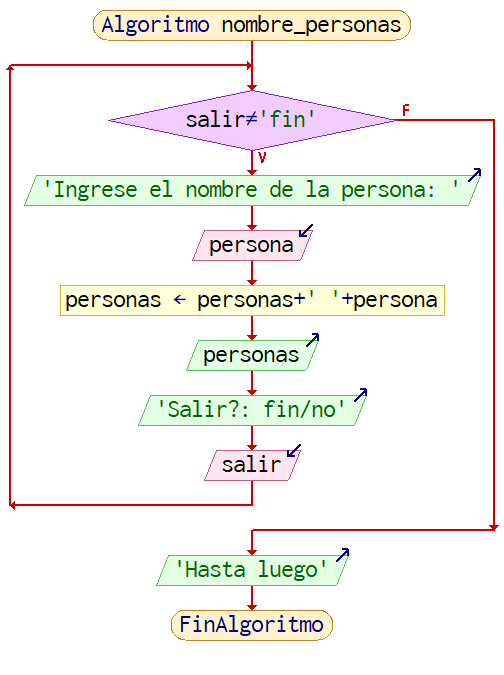 Algoritmo nombre_personas
salir≠'fin'
F
V
'Ingrese el nombre de la persona: '
persona
personas ← personas+' '+persona
personas
'Salir?: fin/no'
salir
'Hasta luego'
FinAlgoritmo